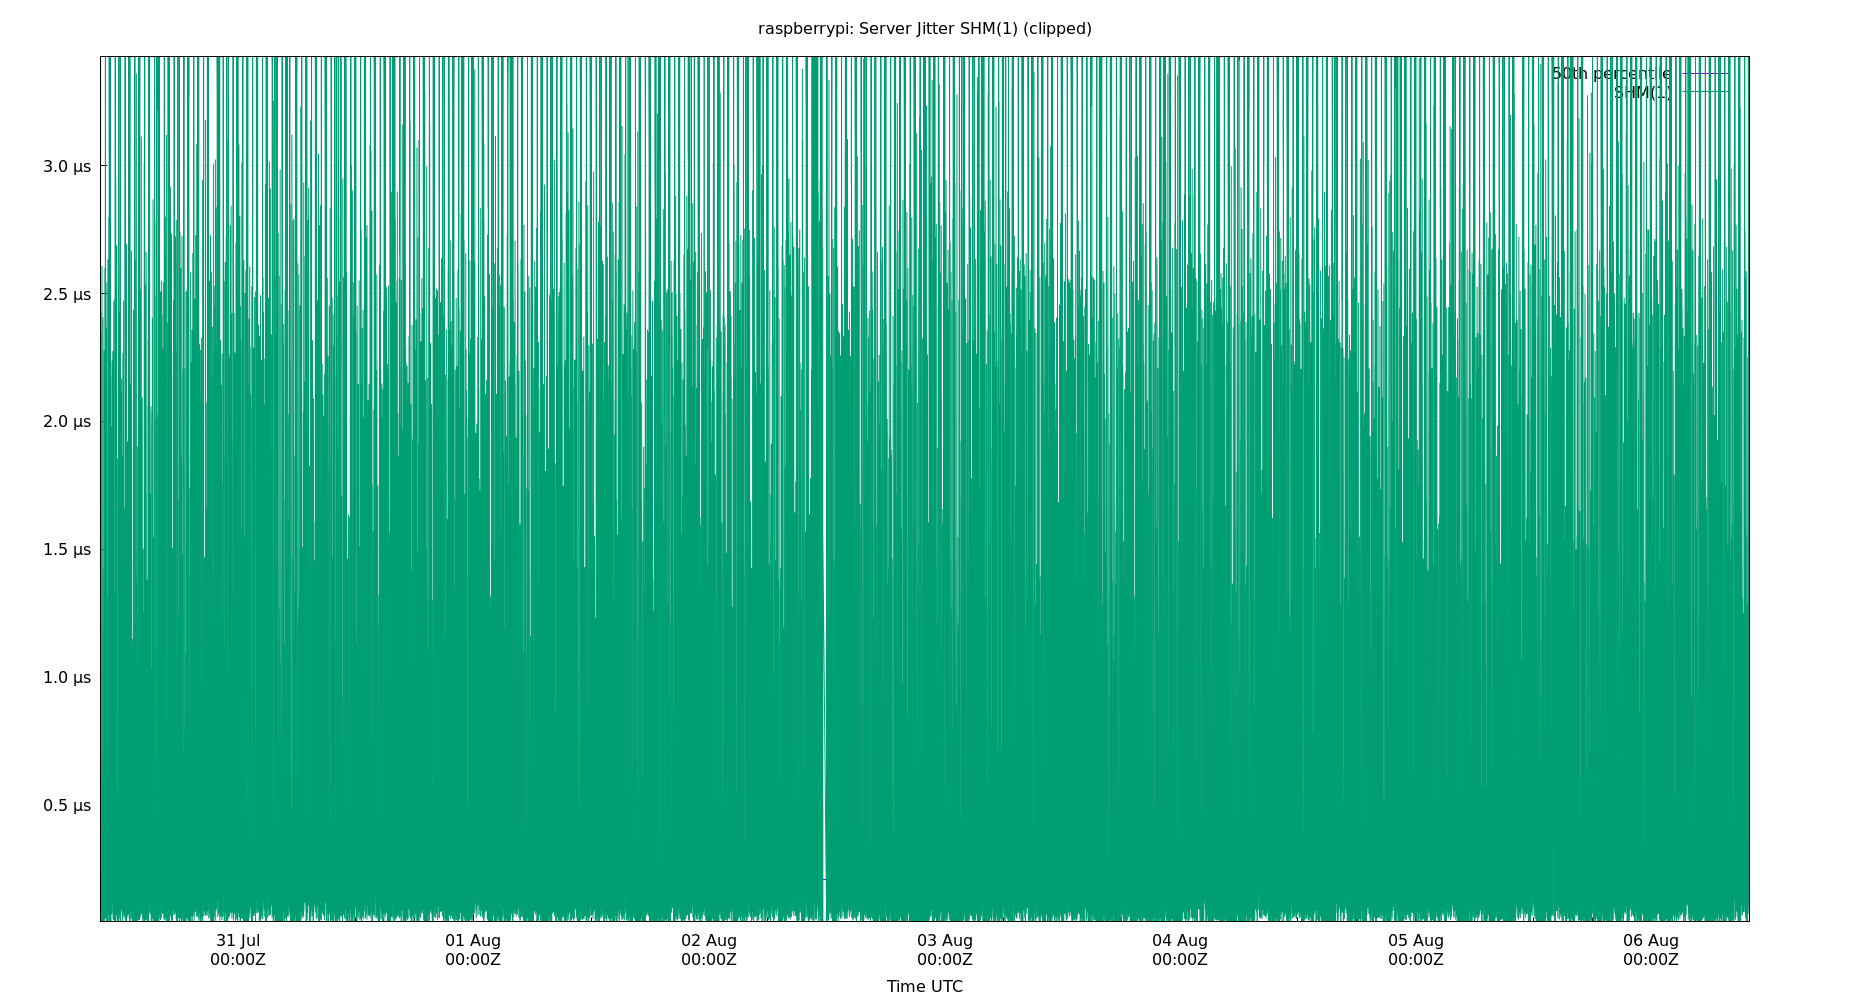 raspberrypi: Server Jitter SHM(1) (clipped)
50th percentile
SHM(1)
3.0 µs
2.5 µs
2.0 µs
1.5 µs
1.0 µs
0.5 µs
31 Jul 01 Aug 02 Aug 03 Aug 04 Aug 05 Aug 06 Aug
00:00Z 00:00Z 00:00Z 00:00Z 00:00Z 00:00Z 00:00Z
Time UTC